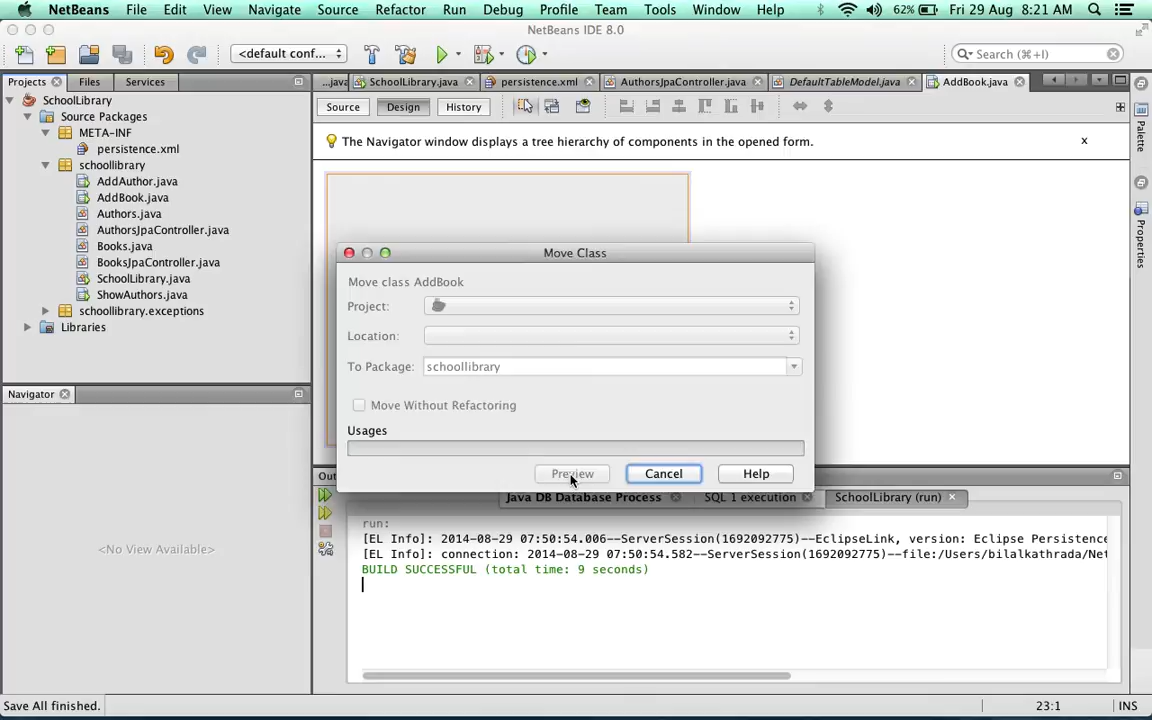 NetBeans File Edit View Navigate Source Refactor Run Debug Profile Team Tools Window Help 62% Fri 29 Aug 8:21 AM
NetBeans IDE 8.0
<default conf... Search (⌘+I)
Projects Files Services
...java SchoolLibrary.java persistence.xml AuthorsJpaController.java DefaultTableModel.java AddBook.java
Source Design History
The Navigator window displays a tree hierarchy of components in the opened form. x
SchoolLibrary
Source Packages
META-INF
persistence.xml
schoollibrary
AddAuthor.java
AddBook.java
Authors.java
AuthorsJpaController.java
Books.java
BooksJpaController.java
SchoolLibrary.java
ShowAuthors.java
schoollibrary.exceptions
Libraries
Navigator
<No View Available>
Move Class
Move class AddBook
Project:
Location:
To Package: schoollibrary
Move Without Refactoring
Usages
Preview Cancel Help
Palette
Properties
Out
Java DB Database Process SQL 1 execution SchoolLibrary (run)
run:
[EL Info]: 2014-08-29 07:50:54.006--ServerSession(1692092775)--EclipseLink, version: Eclipse Persistence
[EL Info]: connection: 2014-08-29 07:50:54.582--ServerSession(1692092775)--file:/Users/bilalkathrada/Net
BUILD SUCCESSFUL (total time: 9 seconds)
Save All finished. 23:1 INS